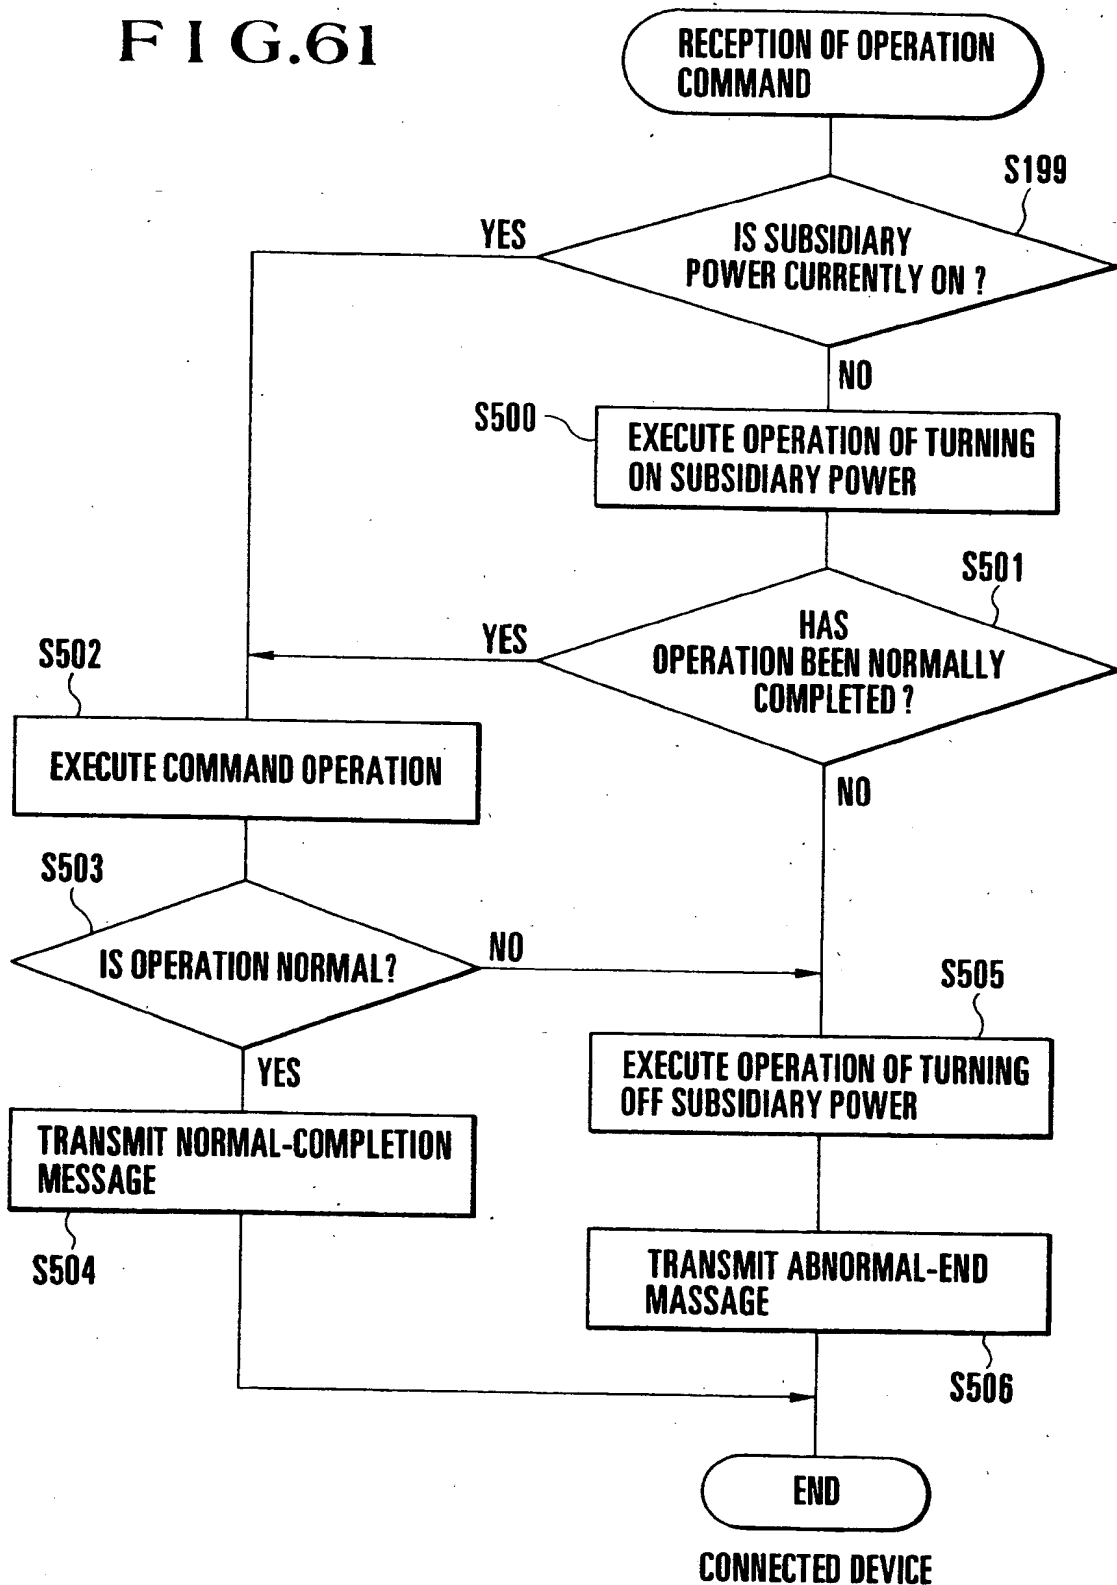 FIG.61
RECEPTION OF OPERATION
COMMAND
S199
IS SUBSIDIARY
POWER CURRENTLY ON ?
YES
NO
S500
EXECUTE OPERATION OF TURNING
ON SUBSIDIARY POWER
S501
HAS
OPERATION BEEN NORMALLY
COMPLETED ?
YES
NO
S502
EXECUTE COMMAND OPERATION
S503
IS OPERATION NORMAL?
NO
YES
S505
EXECUTE OPERATION OF TURNING
OFF SUBSIDIARY POWER
TRANSMIT NORMAL-COMPLETION
MESSAGE
S504
TRANSMIT ABNORMAL-END
MASSAGE
S506
END
CONNECTED DEVICE